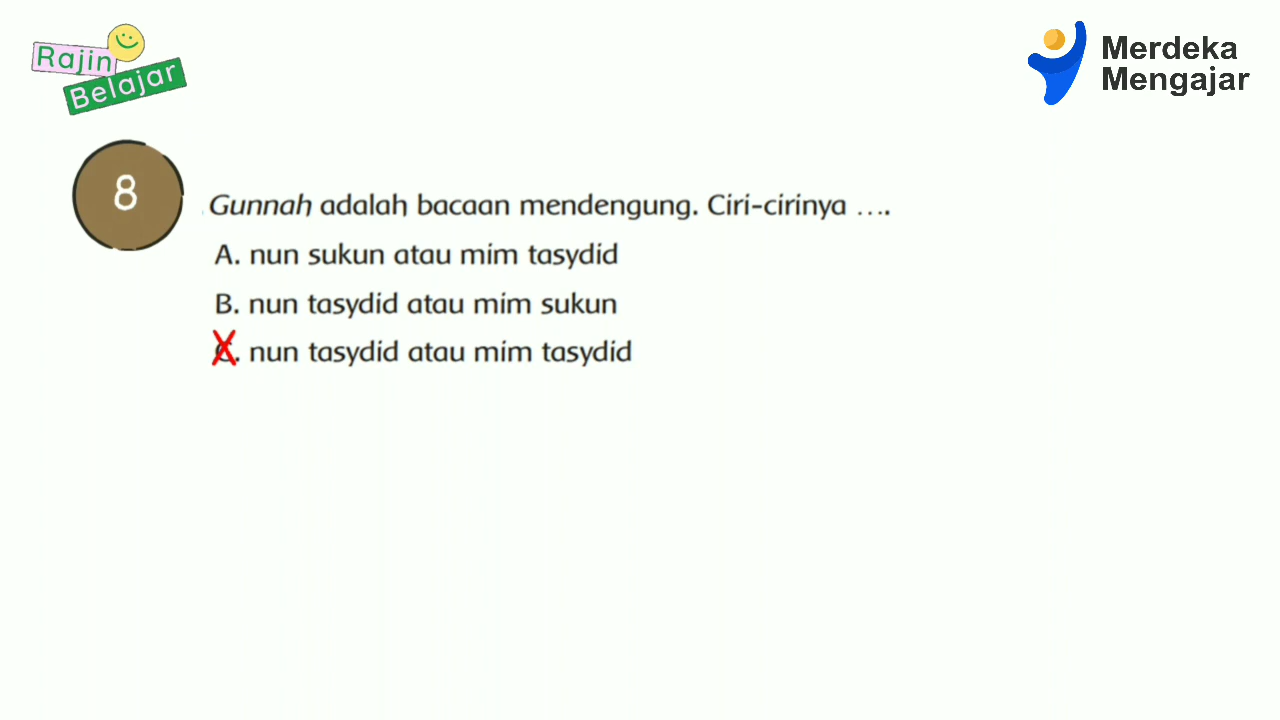 Rajin
Belajar
Merdeka
Mengajar
8
Gunnah adalah bacaan mendengung. Ciri-cirinya ....
A. nun sukun atau mim tasydid
B. nun tasydid atau mim sukun
C. nun tasydid atau mim tasydid